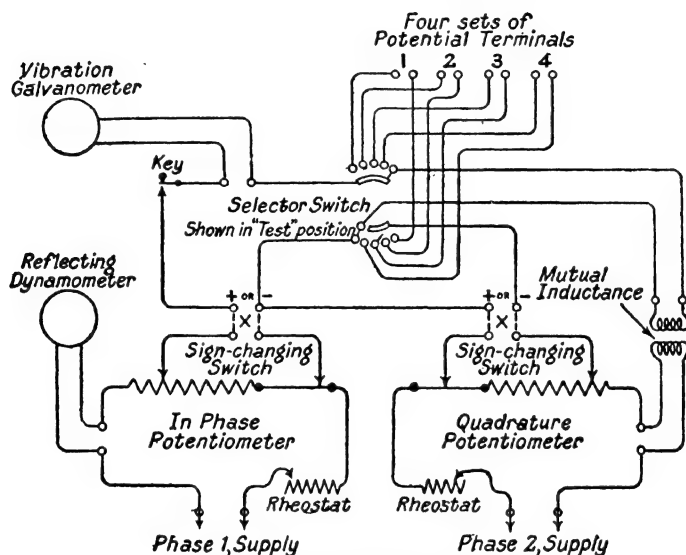 Four sets of
Potential Terminals
1 2 3 4
Vibration
Galvanometer
Key
Selector Switch
Shown in "Test" position
Reflecting
Dynamometer
Mutual
Inductance
+ OR -
+ OR -
Sign-changing
Switch
Sign-changing
Switch
In Phase
Potentiometer
Quadrature
Potentiometer
Rheostat
Rheostat
Phase 1, Supply
Phase 2, Supply